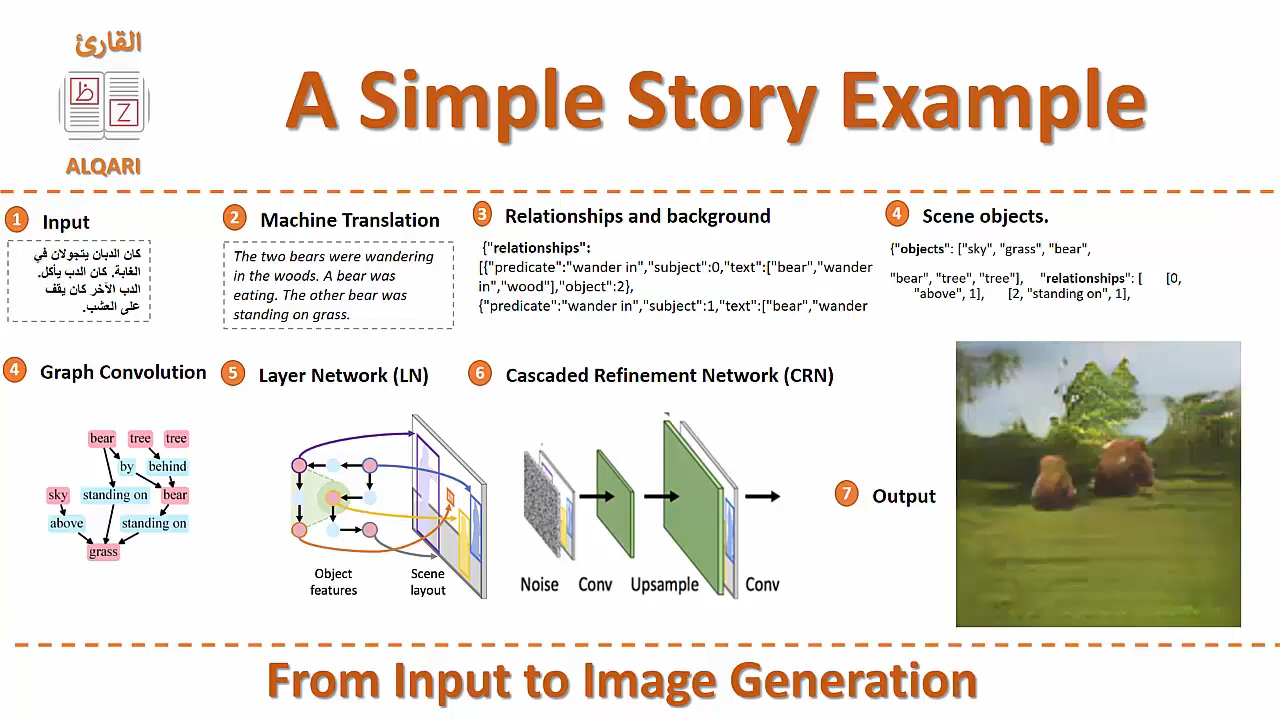 القارئ
ظ
Z
ALQARI
A Simple Story Example
1 Input
كان الدبان يتجولان في
الغابة. كان الدب يأكل.
الدب الآخر كان يقف
على العشب.
2 Machine Translation
The two bears were wandering
in the woods. A bear was
eating. The other bear was
standing on grass.
3 Relationships and background
{"relationships":
[{"predicate":"wander in","subject":0,"text":["bear","wander
in","wood"],"object":2},
{"predicate":"wander in","subject":1,"text":["bear","wander
4 Scene objects.
{"objects": ["sky", "grass", "bear",
"bear", "tree", "tree"], "relationships": [ [0,
"above", 1], [2, "standing on", 1],
4 Graph Convolution
bear tree tree
by behind
sky standing on bear
above standing on
grass
5 Layer Network (LN)
Object
features
Scene
layout
6 Cascaded Refinement Network (CRN)
Noise Conv Upsample Conv
7 Output
From Input to Image Generation